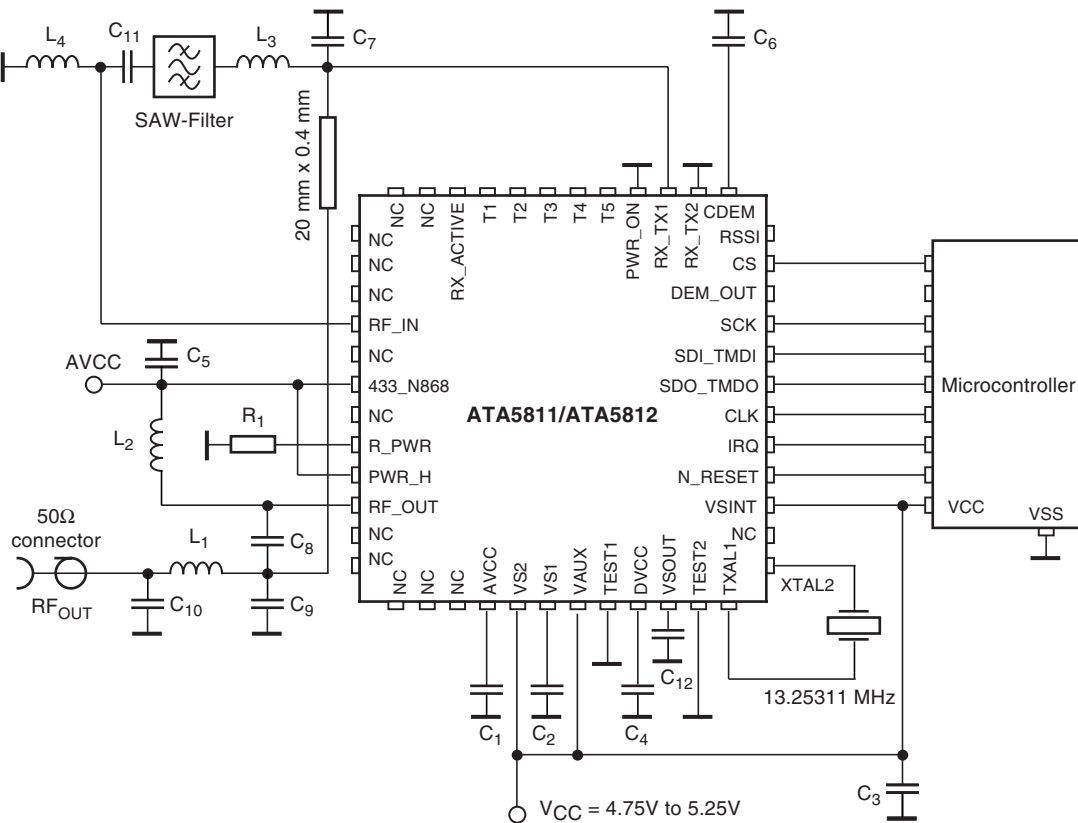 L4
C11
L3
C7
C6
SAW-Filter
20 mm x 0.4 mm
NC
NC
RX_ACTIVE
T1
T2
T3
T4
T5
PWR_ON
RX_TX1
RX_TX2
CDEM
NC
NC
NC
RF_IN
NC
433_N868
NC
R_PWR
PWR_H
RF_OUT
NC
NC
RSSI
CS
DEM_OUT
SCK
SDI_TMDI
SDO_TMDO
CLK
IRQ
N_RESET
VSINT
NC
XTAL2
ATA5811/ATA5812
Microcontroller
VCC
VSS
AVCC
C5
L2
R1
50Ω
connector
L1
C8
RFOUT
C10
C9
NC
NC
NC
AVCC
VS2
VS1
VAUX
TEST1
DVCC
VSOUT
TEST2
TXAL1
C1
C2
C4
C12
13.25311 MHz
C3
VCC = 4.75V to 5.25V